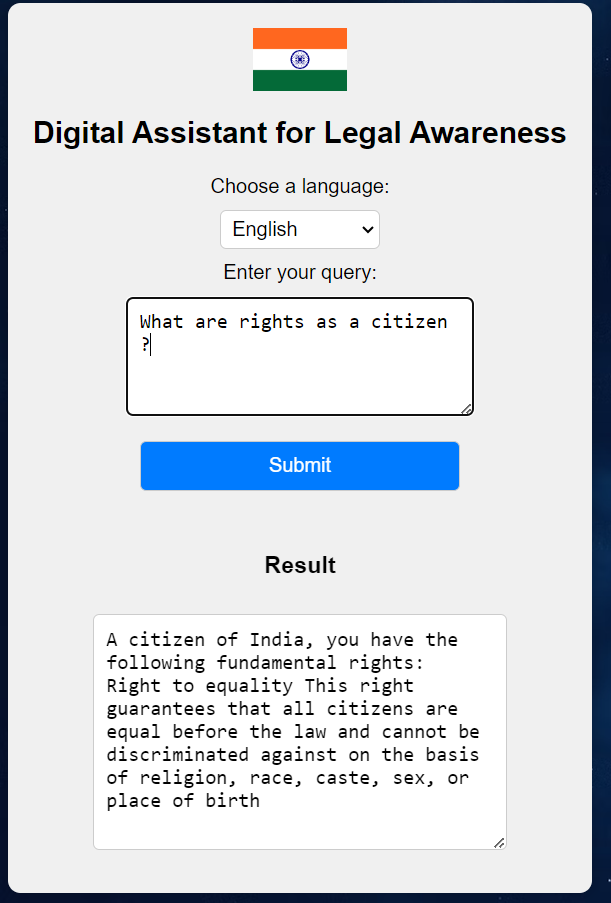 Digital Assistant for Legal Awareness
Choose a language:
English
Enter your query:
What are rights as a citizen
?
Submit
Result
A citizen of India, you have the
following fundamental rights:
Right to equality This right
guarantees that all citizens are
equal before the law and cannot be
discriminated against on the basis
of religion, race, caste, sex, or
place of birth